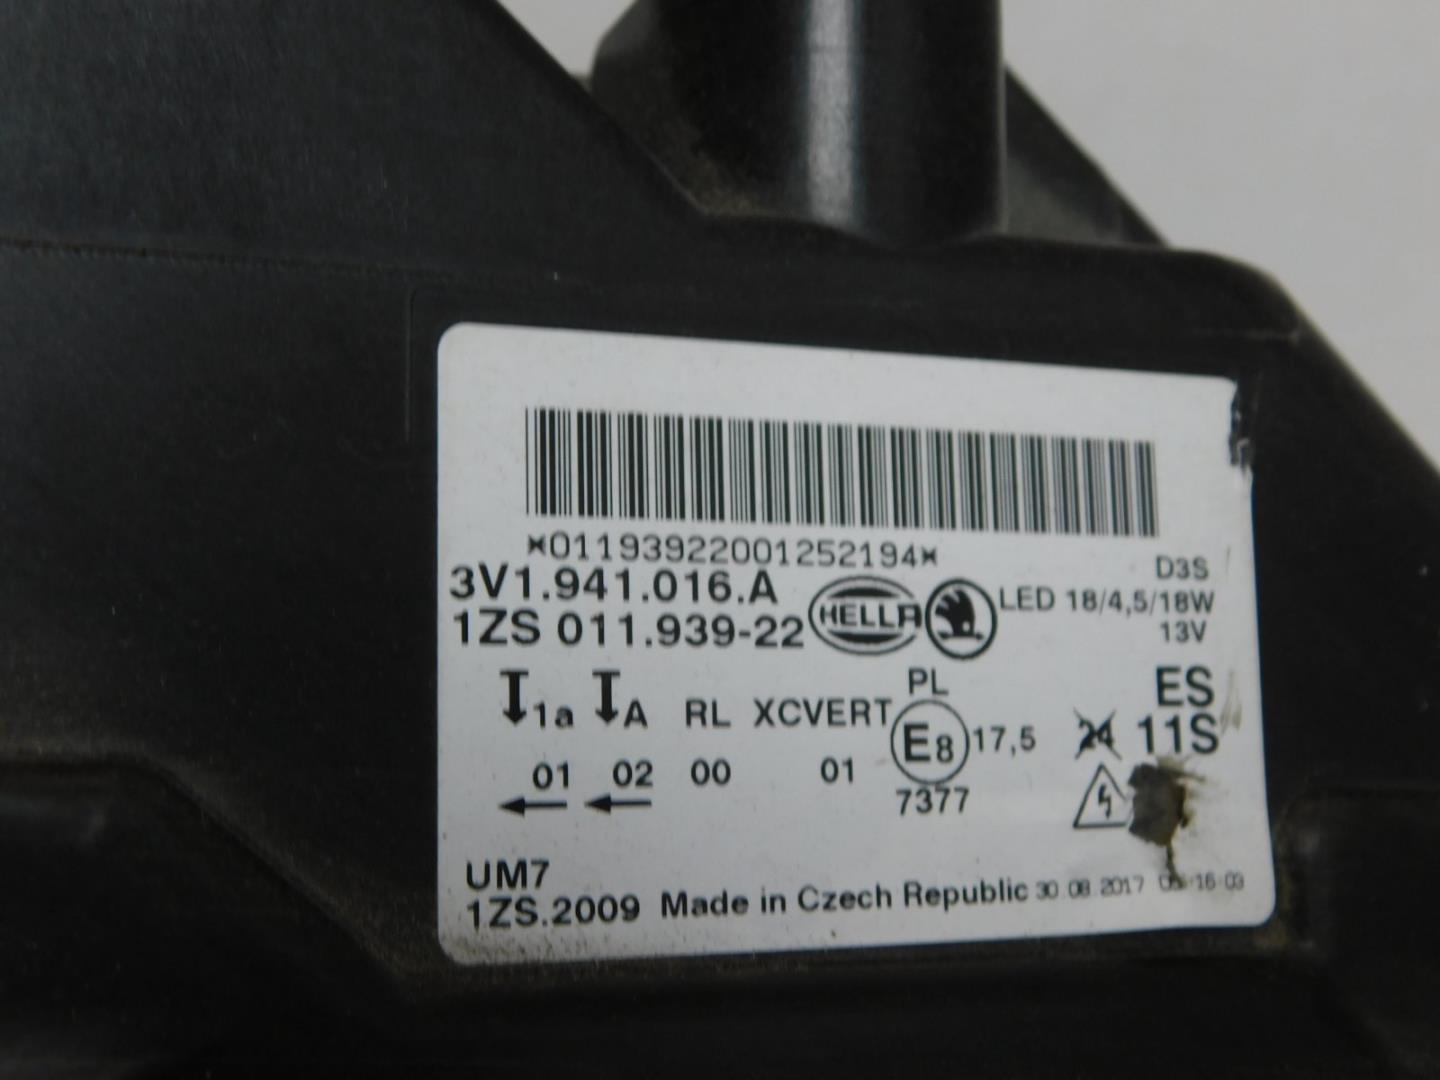 *011939220001252194*
3V1.941.016.A
1ZS 011.939-22
HELLA
D3S
LED 18/4,5/18W
13V
1a A RL XCVERT PL ES
E8 17,5 24 11S
01 02 00 01 7377
UM7
1ZS.2009 Made in Czech Republic 30.08.2017